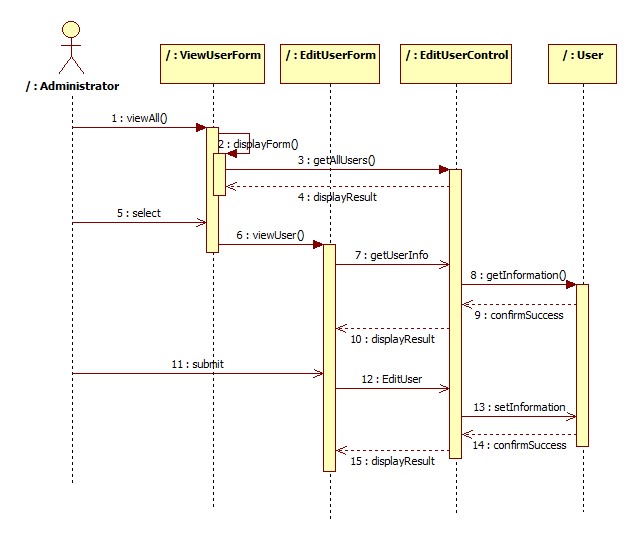 / : ViewUserForm
/ : EditUserForm
/ : EditUserControl
/ : User
/ : Administrator
1 : viewAll()
2 : displayForm()
3 : getAllUsers()
4 : displayResult
5 : select
6 : viewUser()
7 : getUserInfo
8 : getInformation()
9 : confirmSuccess
10 : displayResult
11 : submit
12 : EditUser
13 : setInformation
14 : confirmSuccess
15 : displayResult